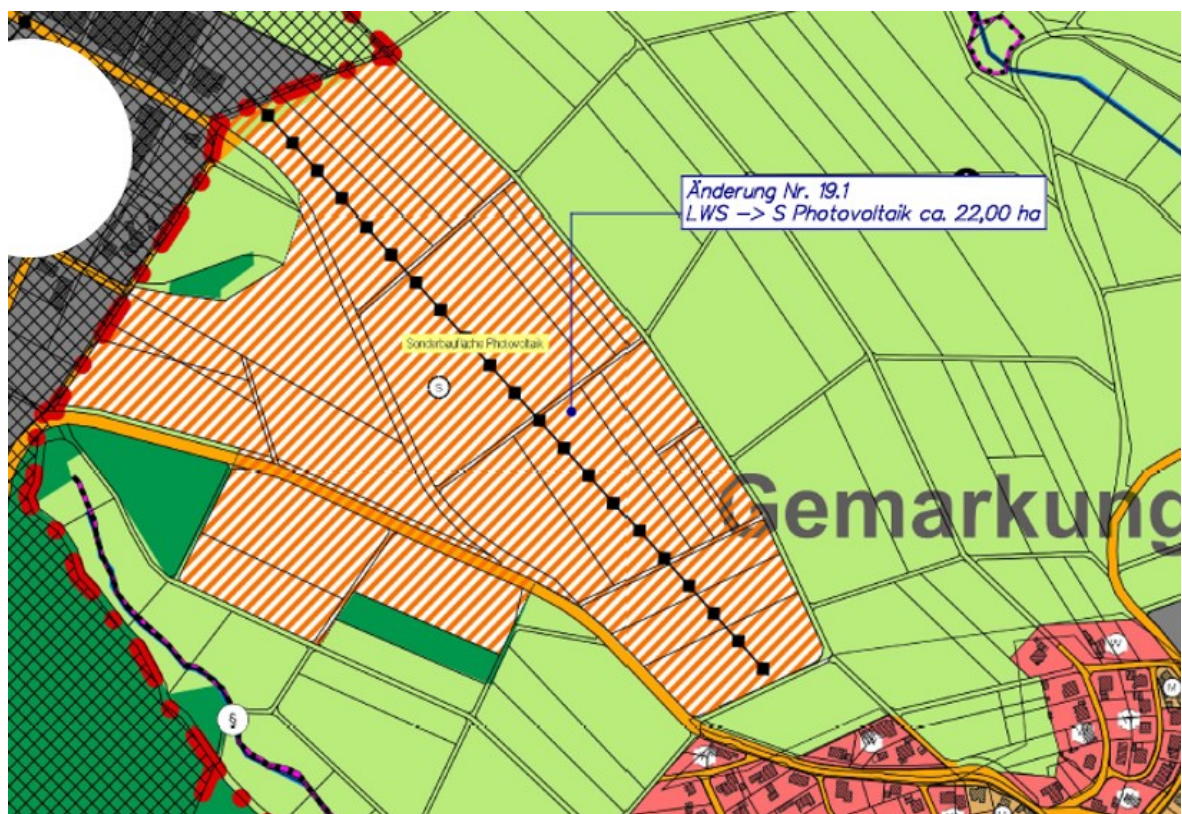 Änderung Nr. 19.1
LWS -> S Photovoltaik ca. 22,00 ha
Sonderbaufläche Photovoltaik
S
Gemarkung
§
W
M